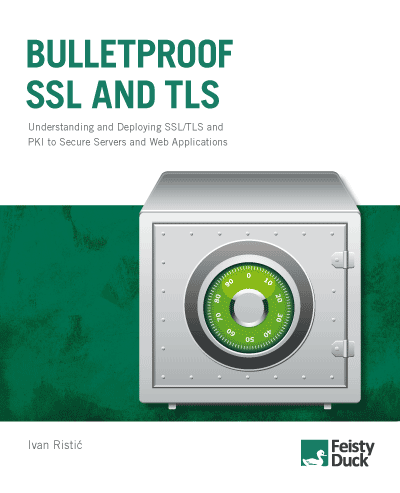 BULLETPROOF
SSL AND TLS
Understanding and Deploying SSL/TLS and
PKI to Secure Servers and Web Applications
0
10
20
30
40
50
60
70
80
90
Ivan Ristić
Feisty
Duck